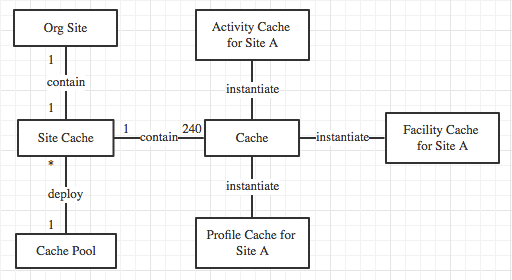 Org Site
Activity Cache
for Site A
1
contain
instantiate
1
Site Cache
1
contain
240
Cache
instantiate
Facility Cache
for Site A
*
deploy
instantiate
1
Cache Pool
Profile Cache for
Site A